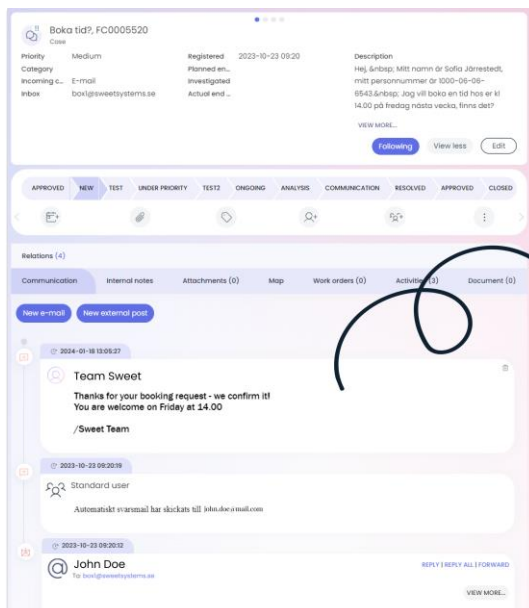 Boka tid?, FC0005520
Case
Priority Medium
Category
Incoming c... E-mail
Inbox box1@sweetsystems.se
Registered 2023-10-23 09:20
Planned en...
Investigated
Actual end ...
Description
Hej, &nbsp; Mitt namn är Sofia Järrestedt,
mitt personnummer är 1000-06-06-
6543.&nbsp; Jag vill boka en tid hos er kl
14.00 på fredag nästa vecka, finns det?
VIEW MORE...
Following View less Edit
APPROVED NEW TEST UNDER PRIORITY TEST2 ONGOING ANALYSIS COMMUNICATION RESOLVED APPROVED CLOSED
Relations (4)
Communication Internal notes Attachments (0) Map Work orders (0) Activities (3) Document (0)
New e-mail New external post
2024-01-18 13:05:27
Team Sweet
Thanks for your booking request - we confirm it!
You are welcome on Friday at 14.00
/Sweet Team
2023-10-23 09:20:19
Standard user
Automatiskt svarsmail har skickats till john.doe@mail.com
2023-10-23 09:20:12
John Doe
To: box1@sweetsystems.se
REPLY | REPLY ALL | FORWARD
VIEW MORE...